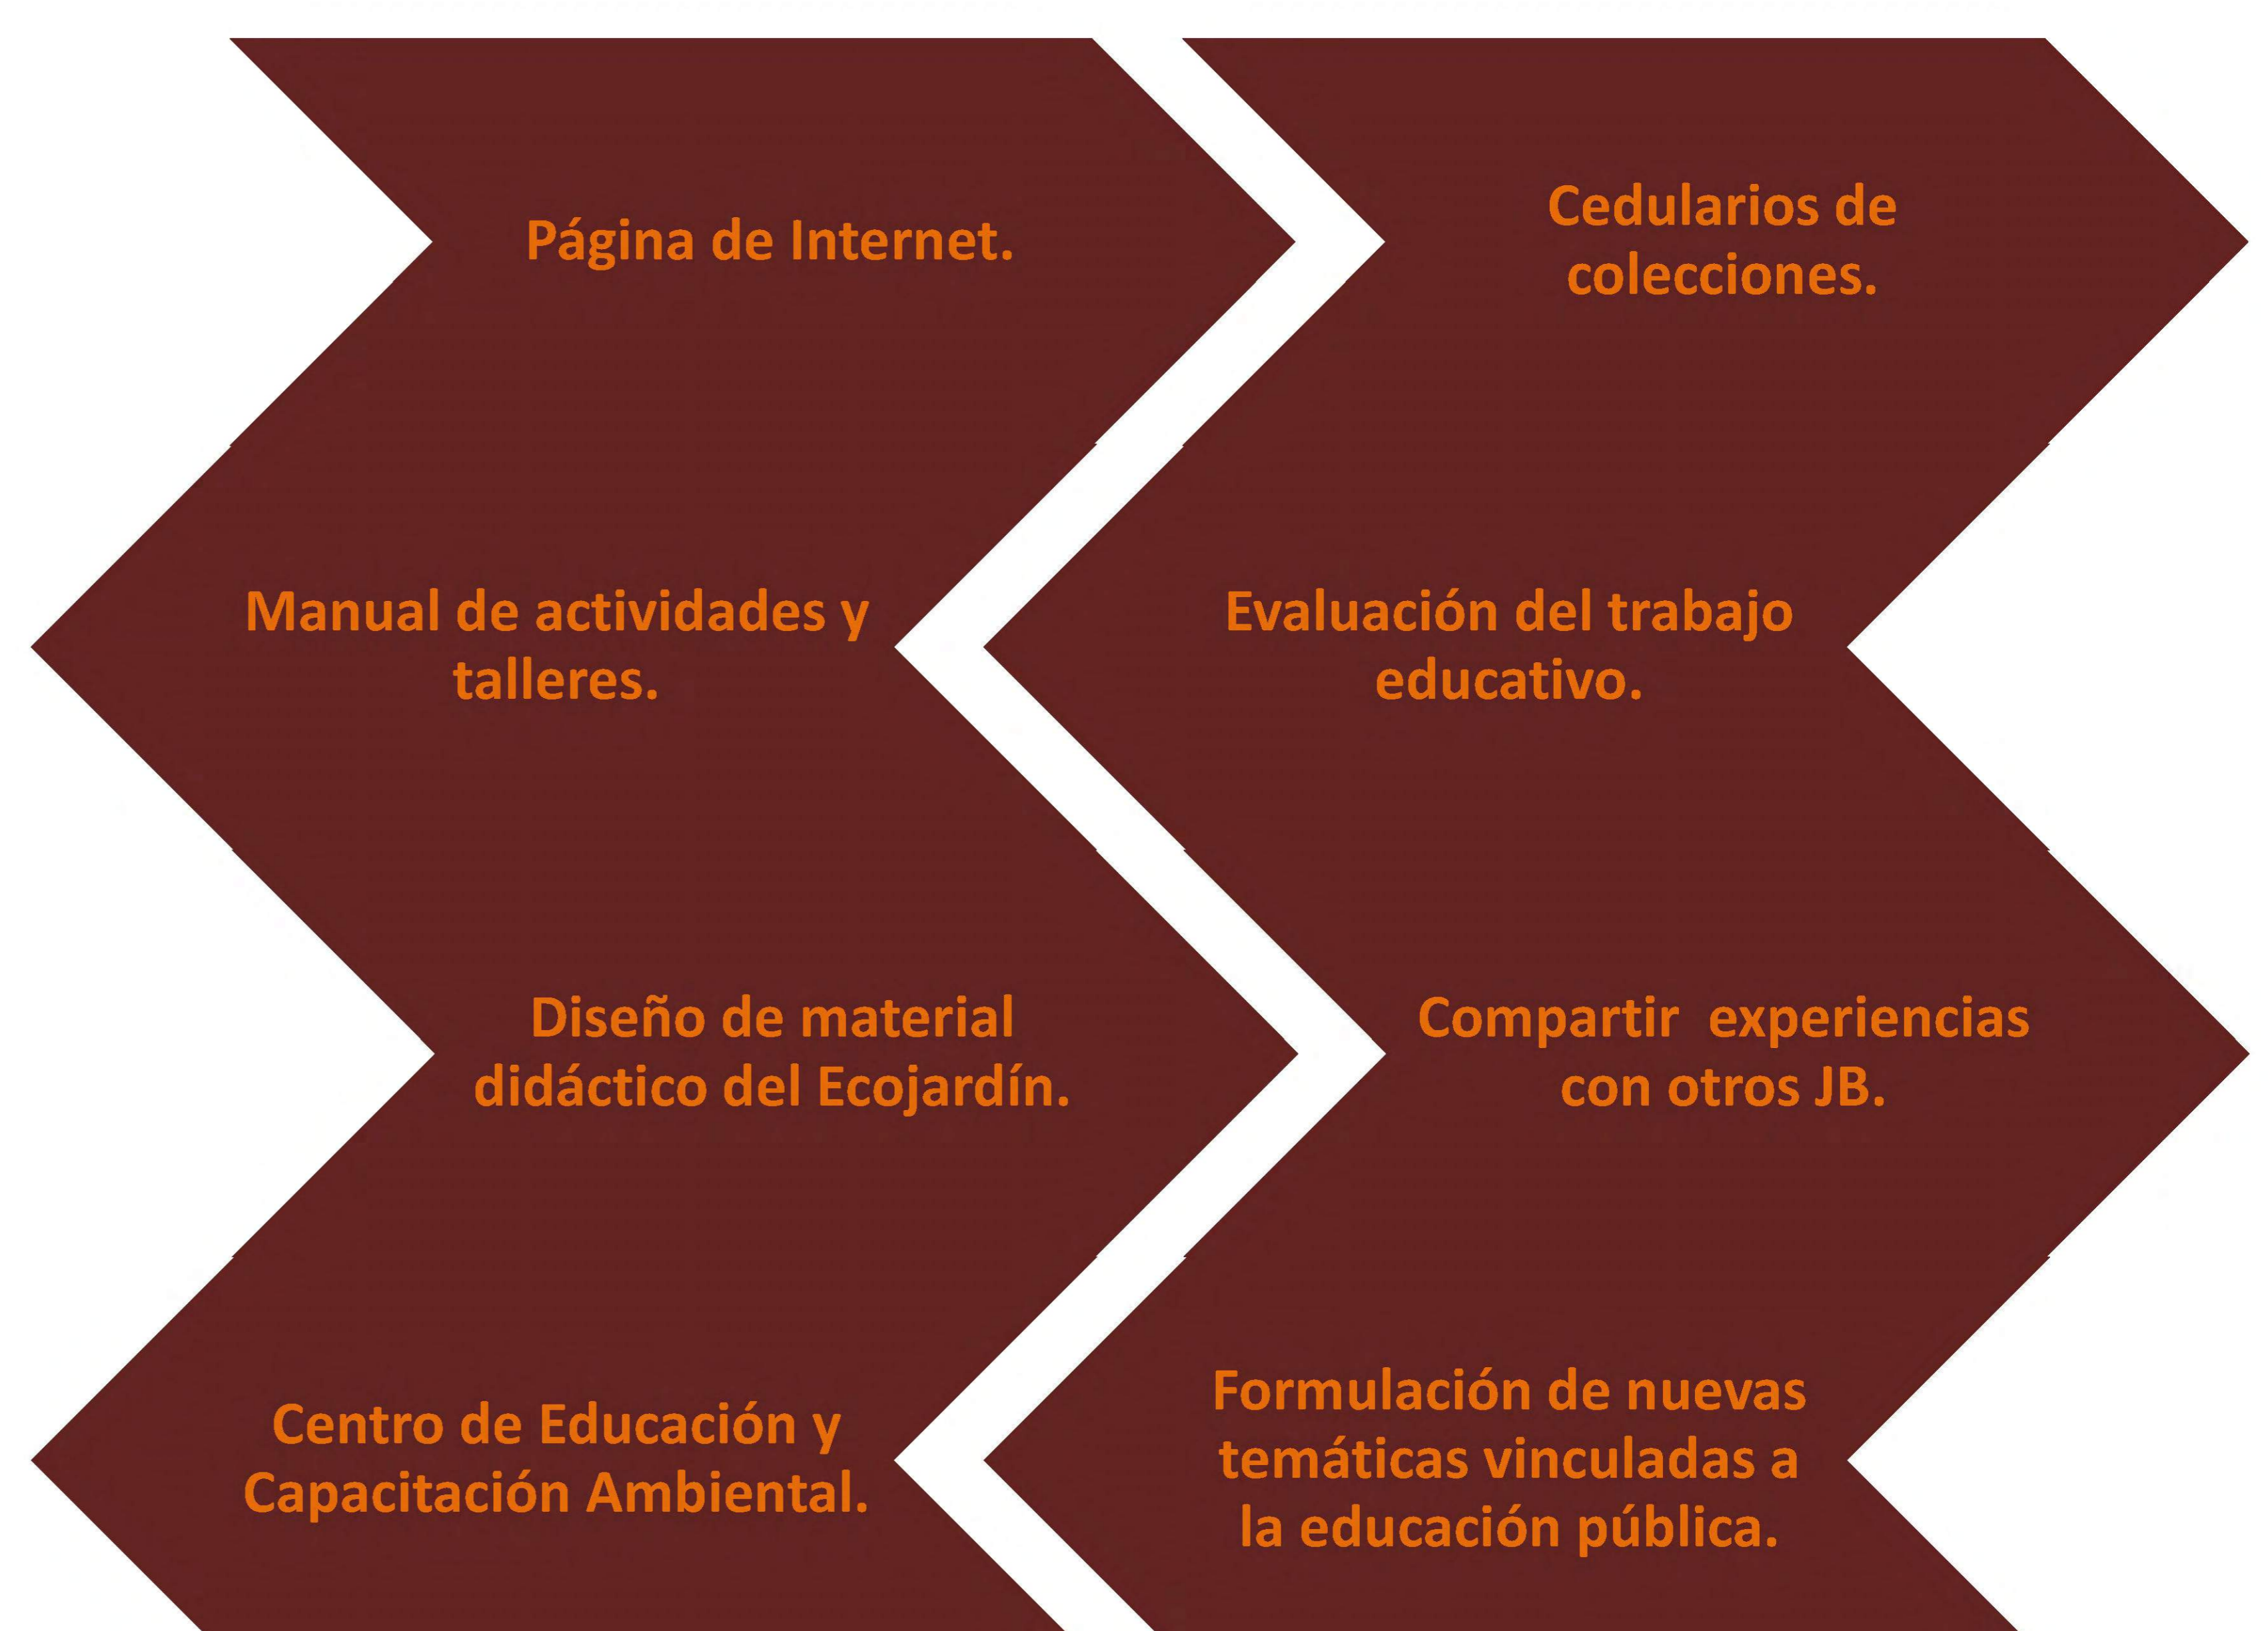 Página de Internet.
Cedularios de
colecciones.
Manual de actividades y
talleres.
Evaluación del trabajo
educativo.
Diseño de material
didáctico del Ecojardín.
Compartir experiencias
con otros JB.
Centro de Educación y
Capacitación Ambiental.
Formulación de nuevas
temáticas vinculadas a
la educación pública.